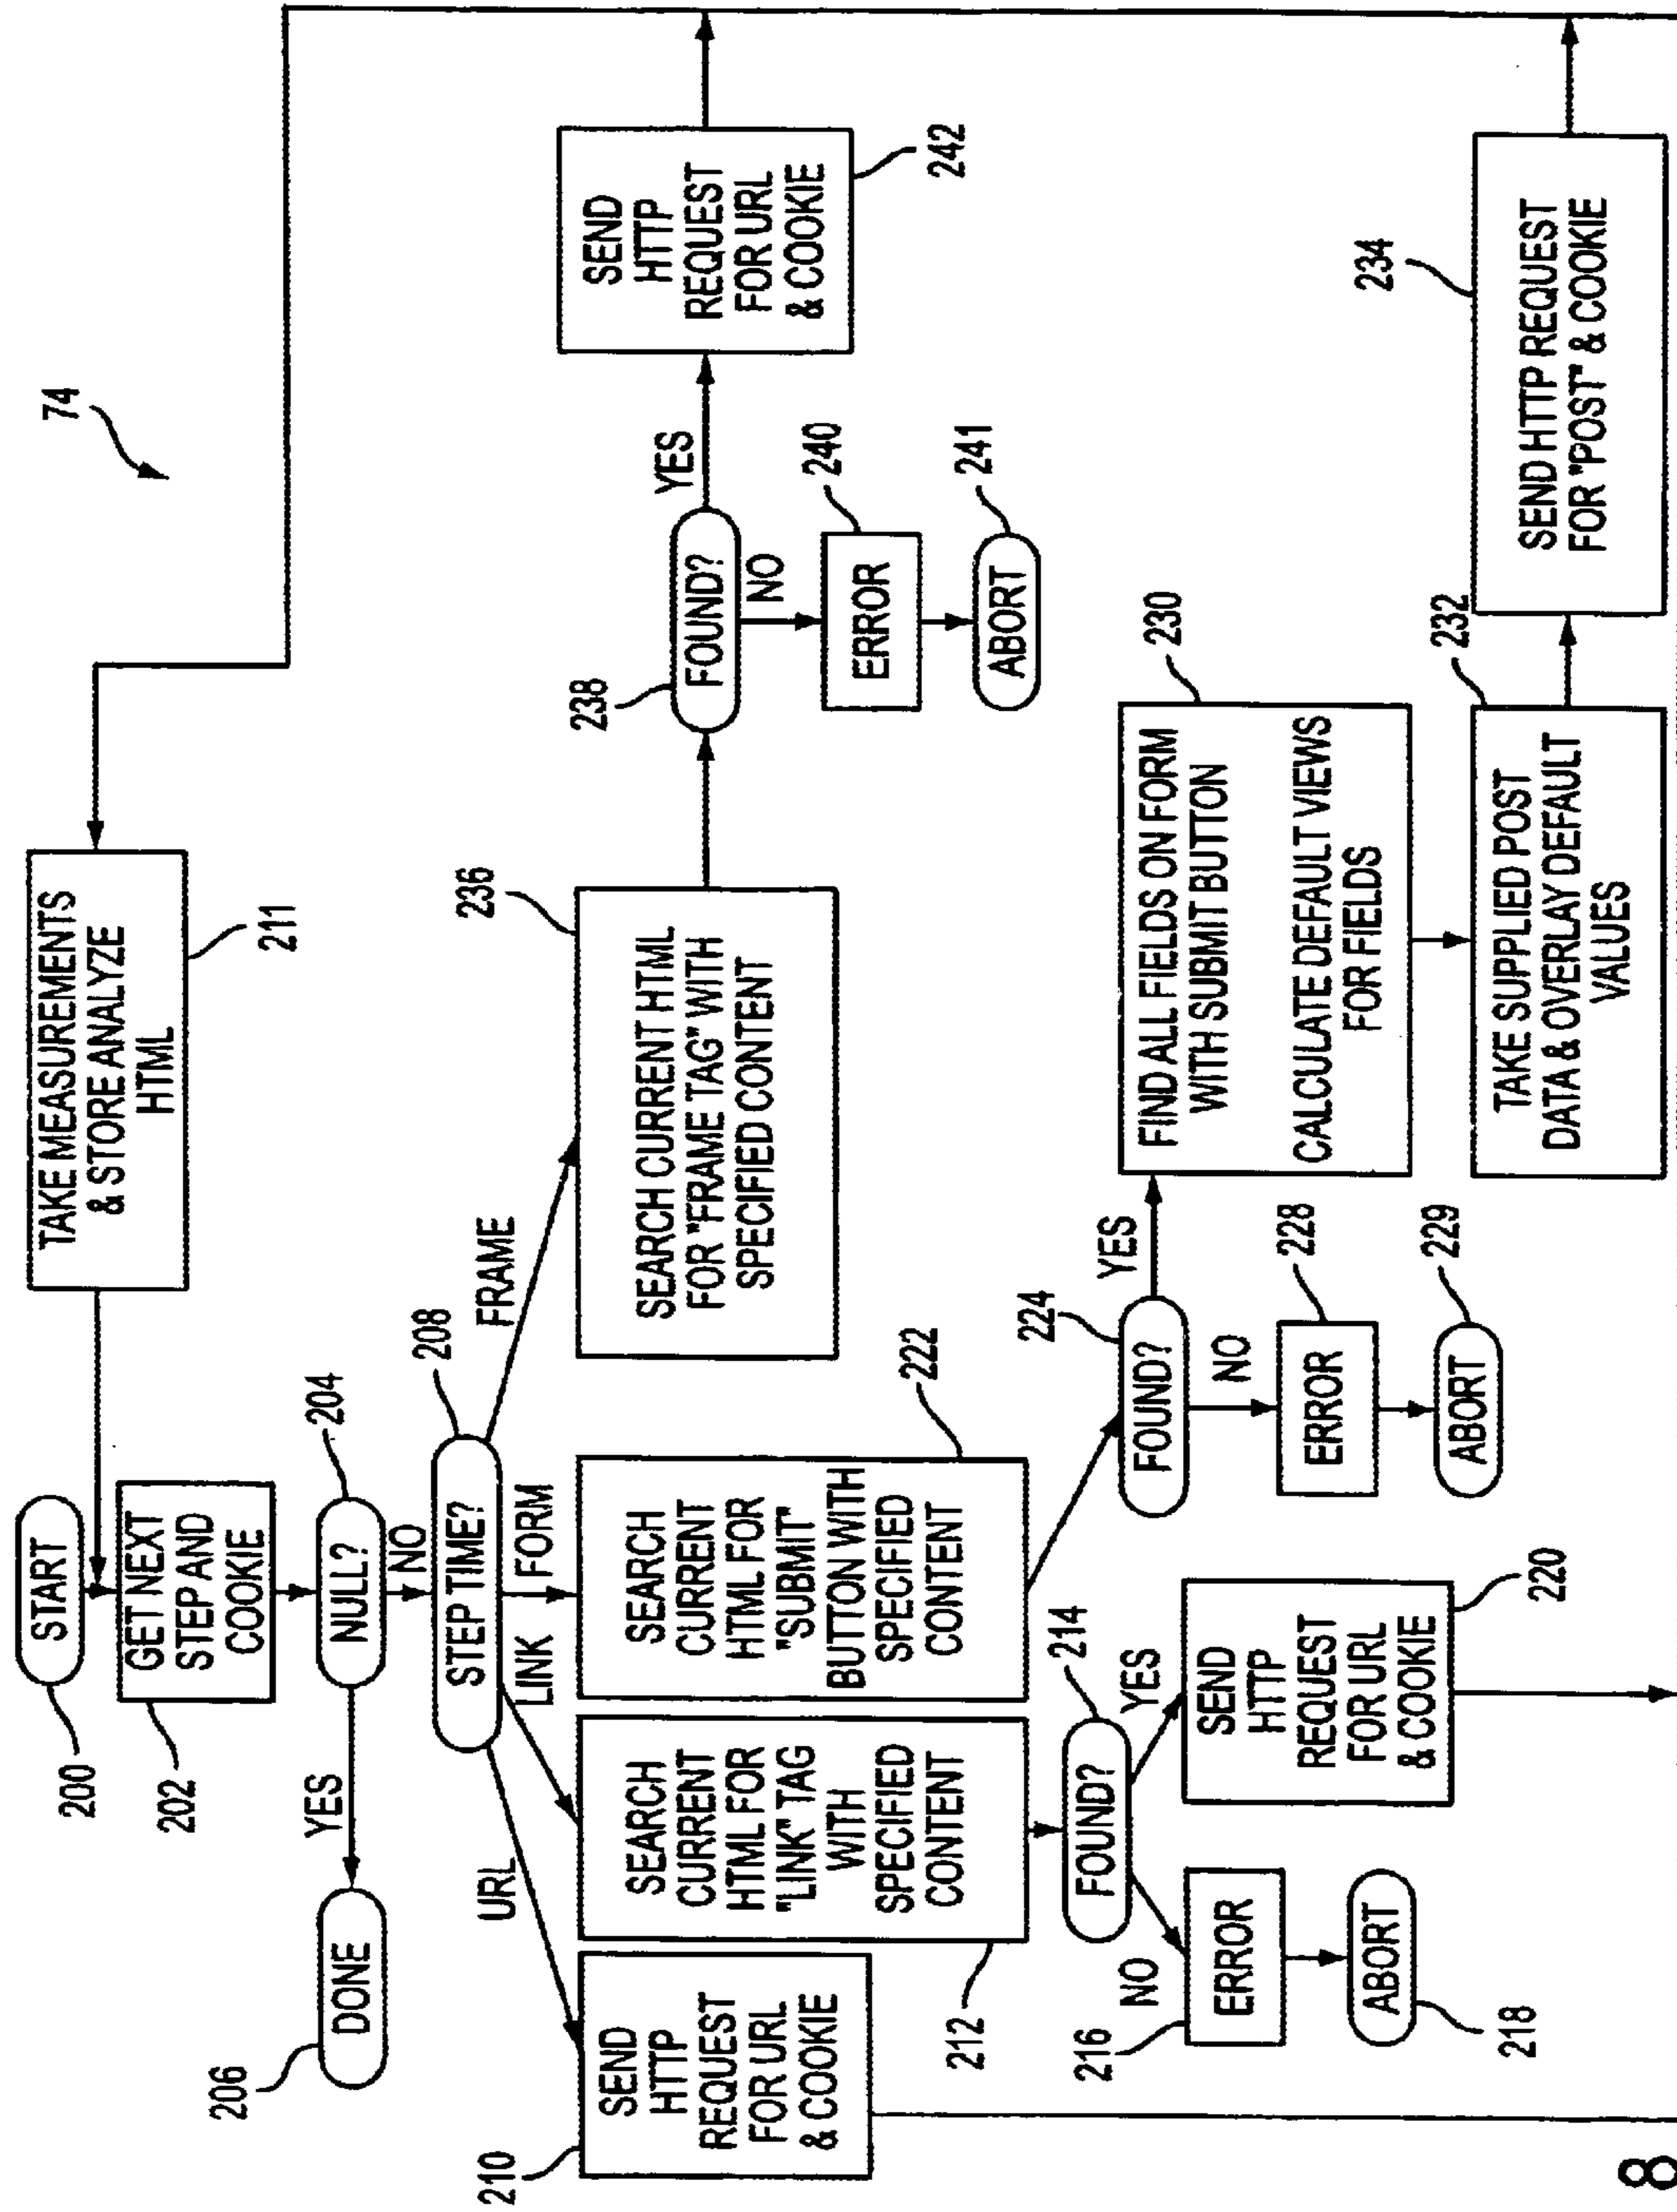 74
START
200
GET NEXT
STEP AND
COOKIE
202
TAKE MEASUREMENTS
& STORE ANALYZE
HTML
211
NULL?
204
YES
NO
DONE
206
STEP TIME?
208
URL
LINK
FORM
FRAME
SEND
HTTP
REQUEST
FOR URL
& COOKIE
210
SEARCH
CURRENT
HTML FOR
"LINK" TAG
WITH
SPECIFIED
CONTENT
212
SEARCH
CURRENT
HTML FOR
"SUBMIT"
BUTTON WITH
SPECIFIED
CONTENT
222
SEARCH CURRENT HTML
FOR "FRAME TAG" WITH
SPECIFIED CONTENT
236
FOUND?
238
YES
NO
ERROR
240
ABORT
241
SEND
HTTP
REQUEST
FOR URL
& COOKIE
242
FOUND?
214
NO
YES
ERROR
216
ABORT
218
SEND
HTTP
REQUEST
FOR URL
& COOKIE
220
FOUND?
224
YES
NO
ERROR
228
ABORT
229
FIND ALL FIELDS ON FORM
WITH SUBMIT BUTTON
CALCULATE DEFAULT VIEWS
FOR FIELDS
230
TAKE SUPPLIED POST
DATA & OVERLAY DEFAULT
VALUES
232
SEND HTTP REQUEST
FOR "POST" & COOKIE
234
8